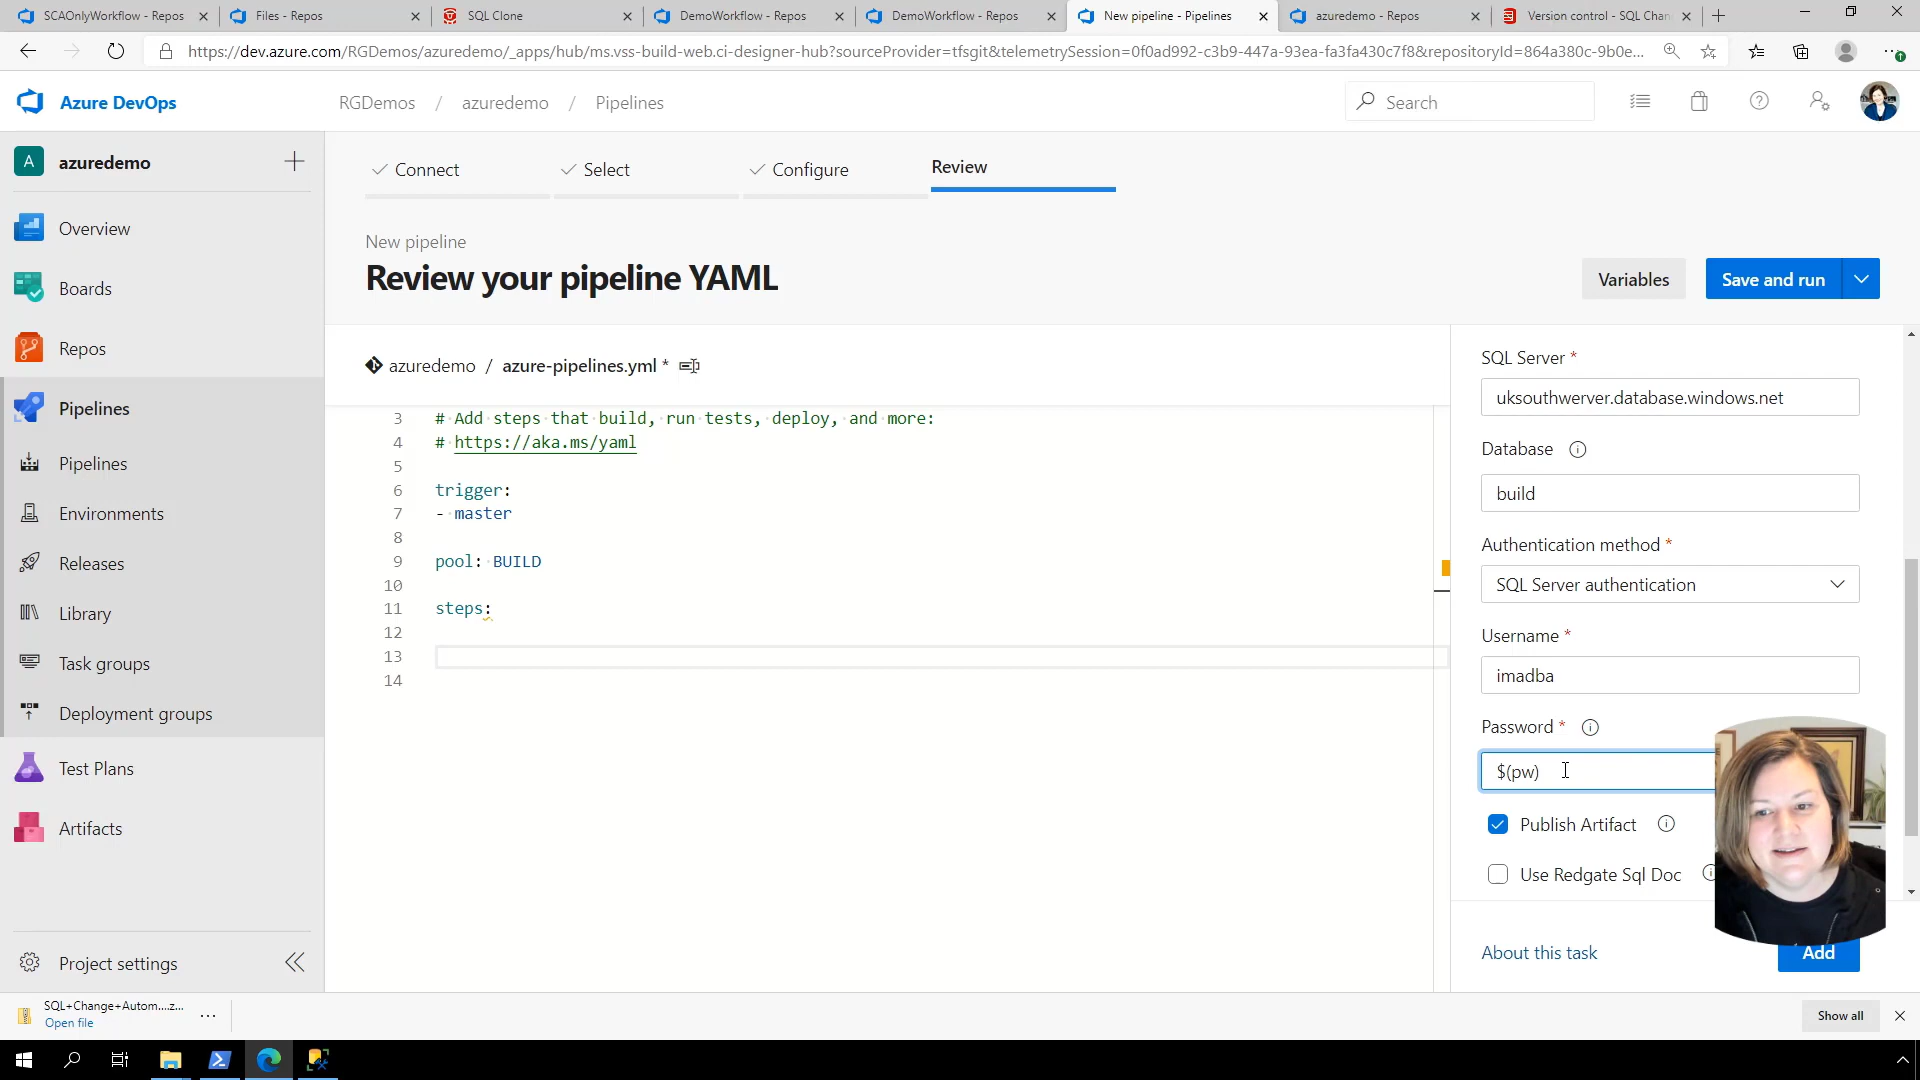 SCAOnlyWorkflow - Repos
Files - Repos
SQL Clone
DemoWorkflow - Repos
DemoWorkflow - Repos
New pipeline - Pipelines
azuredemo - Repos
Version control - SQL Chan
https://dev.azure.com/RGDemos/azuredemo/_apps/hub/ms.vss-build-web.ci-designer-hub?sourceProvider=tfsgit&telemetrySession=0f0ad992-c3b9-447a-93ea-fa3fa430c7f8&repositoryId=864a380c-9b0e...
Azure DevOps
RGDemos / azuredemo / Pipelines
Search
A azuredemo
Overview
Boards
Repos
Pipelines
Pipelines
Environments
Releases
Library
Task groups
Deployment groups
Test Plans
Artifacts
Project settings
Connect
Select
Configure
Review
New pipeline
Review your pipeline YAML
Variables
Save and run
azuredemo / azure-pipelines.yml *
3 # Add steps that build, run tests, deploy, and more:
4 # https://aka.ms/yaml
5
6 trigger:
7 - master
8
9 pool: BUILD
10
11 steps:
12
13
14
SQL Server *
uksouthwerver.database.windows.net
Database
build
Authentication method *
SQL Server authentication
Username *
imadba
Password *
$(pw)
Publish Artifact
Use Redgate Sql Doc
About this task
Add
SQL+Change+Autom....z...
Open file
Show all